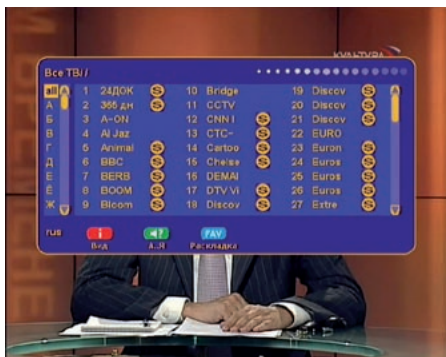 КУЛЬТУРА
Все ТВ//
all А Б В Г Д Е Ё Ж
1 24ДОК S
2 365 дн S
3 A-ON
4 Al Jaz
5 Animal S
6 BBC S
7 BERB S
8 BOOM S
9 Bloom S
10 Bridge
11 CCTV
12 CNN I S
13 СТС- S
14 Cartoo S
15 Chelse S
16 DEMAI
17 DTV Vi S
18 Discov S
19 Discov S
20 Discov S
21 Discov S
22 EURO
23 Euron S
24 Euros S
25 Euros S
26 Euros S
27 Extre S
rus
i
Вид
А..Я
FAV
Раскладка